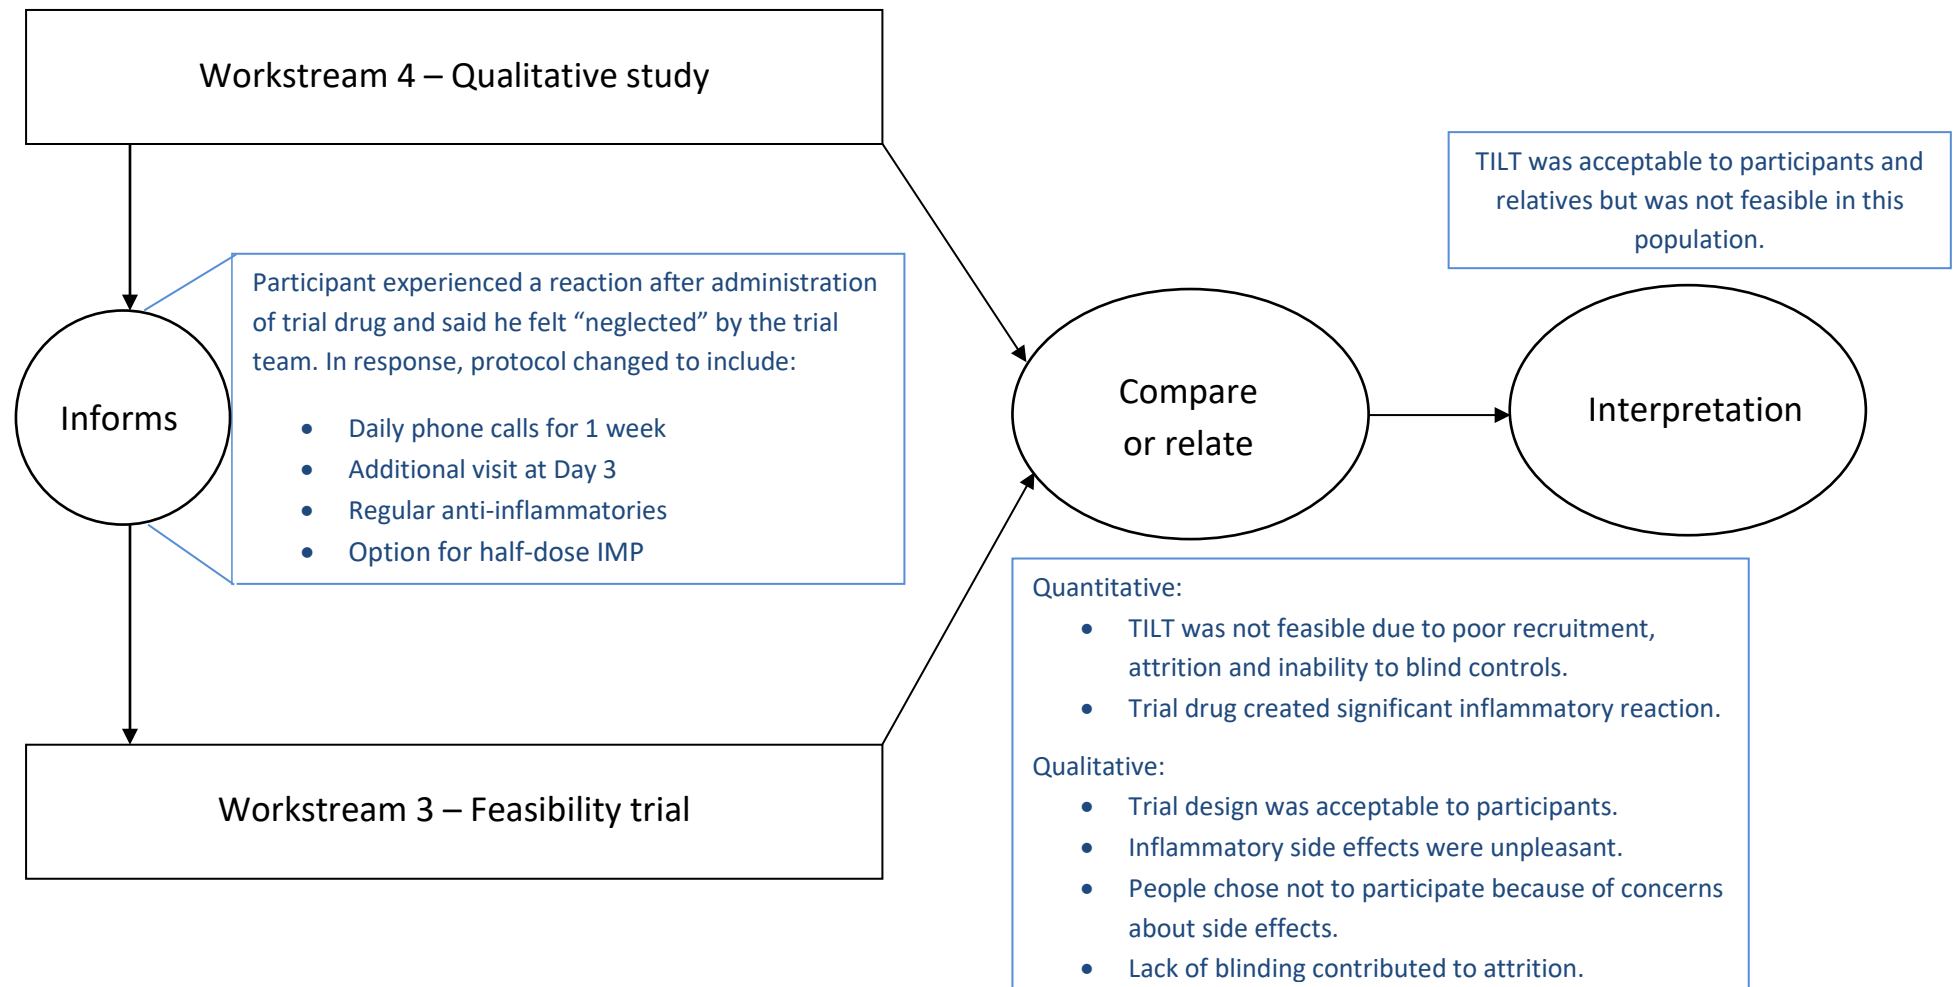 Workstream 4 – Qualitative study
TILT was acceptable to participants and
relatives but was not feasible in this
population.
Participant experienced a reaction after administration
of trial drug and said he felt “neglected” by the trial
team. In response, protocol changed to include:
• Daily phone calls for 1 week
• Additional visit at Day 3
• Regular anti-inflammatories
• Option for half-dose IMP
Informs
Compare
or relate
Interpretation
Workstream 3 – Feasibility trial
Quantitative:
• TILT was not feasible due to poor recruitment,
attrition and inability to blind controls.
• Trial drug created significant inflammatory reaction.
Qualitative:
• Trial design was acceptable to participants.
• Inflammatory side effects were unpleasant.
• People chose not to participate because of concerns
about side effects.
• Lack of blinding contributed to attrition.